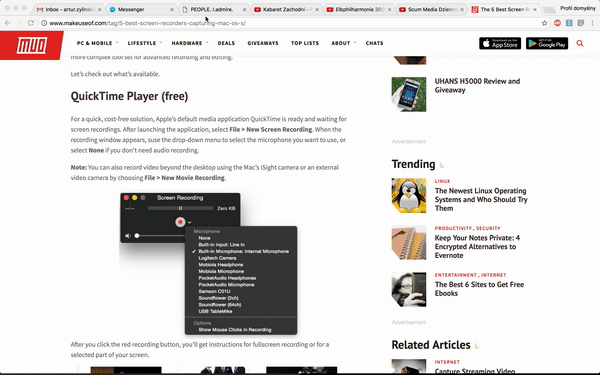 Inbox - artur.zylinski
Messenger
PEOPLE. I.admire.
Kabaret Zachodni
Elbphilharmonie 360
Scum Media Dzienn
The 5 Best Screen Re
Profil domyślny
www.makeuseof.com/tag/5-best-screen-recorders-capturing-mac-os-x/
MUO
PC & MOBILE
LIFESTYLE
HARDWARE
DEALS
GIVEAWAYS
TOP LISTS
ABOUT
CHATS
Available on the
App Store
GET IT ON
Google Play
more complex tool set for advanced recording and editing.
Let's check out what's available.
QuickTime Player (free)
For a quick, cost-free solution, Apple's default media application QuickTime is ready and waiting for
screen recordings. After launching the application, select File > New Screen Recording. When the
recording window appears, suse the drop-down menu to select the microphone you want to use, or
select None if you don't need audio recording.
Note: You can also record video beyond the desktop using the Mac's iSight camera or an external
video camera by choosing File > New Movie Recording.
Screen Recording
--:--
Zero KB
Microphone
None
Built-in Input: Line In
✓ Built-in Microphone: Internal Microphone
Logitech Camera
Mobiola Headphone
Mobiola Microphone
PocketAudio Headphones
PocketAudio Microphone
Samson C01U
Soundflower (2ch)
Soundflower (64ch)
USB TableMike
Options
Show Mouse Clicks in Recording
After you click the red recording button, you'll get instructions for fullscreen recording or for a
selected part of your screen.
UHANS H5000 Review and
Giveaway
Advertisement
Trending
LINUX
The Newest Linux Operating
Systems and Who Should Try
Them
PRODUCTIVITY , SECURITY
Keep Your Notes Private: 4
Encrypted Alternatives to
Evernote
ENTERTAINMENT , INTERNET
The Best 6 Sites to Get Free
Ebooks
Advertisement
Related Articles
INTERNET
Capture Streaming Video